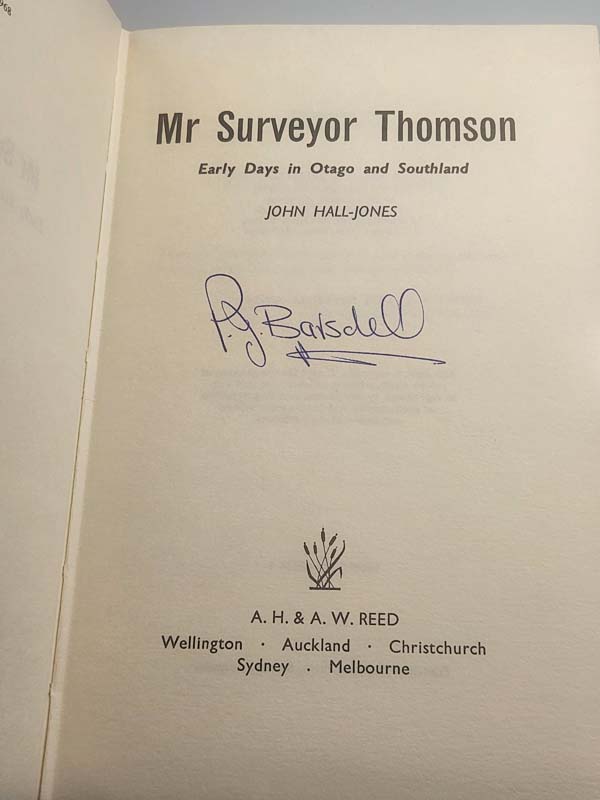 Mr Surveyor Thomson
Early Days in Otago and Southland
JOHN HALL-JONES
P.G. Barsdell
A. H. & A. W. REED
Wellington · Auckland · Christchurch
Sydney . Melbourne